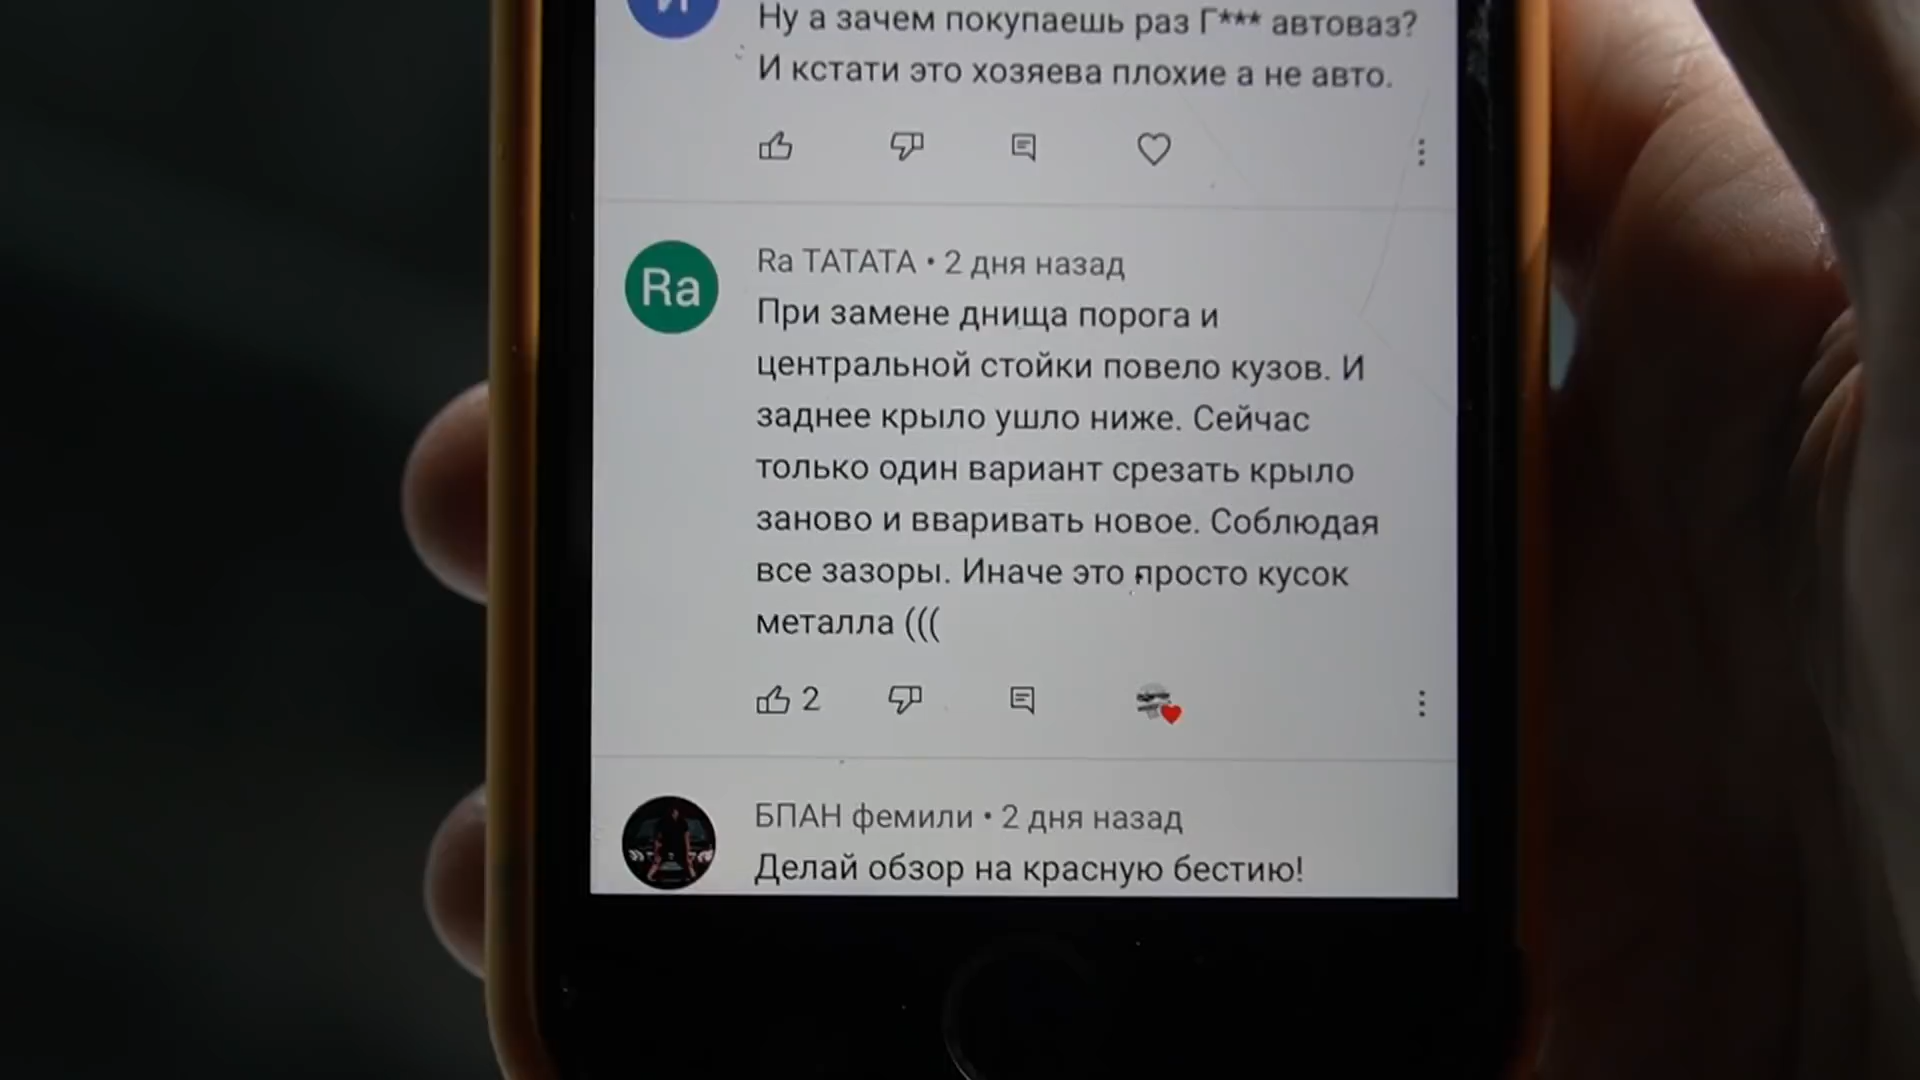 Ну а зачем покупаешь раз Г*** автоваз?
И кстати это хозяева плохие а не авто.
Ra
Ra TATATA • 2 дня назад
При замене днища порога и
центральной стойки повело кузов. И
заднее крыло ушло ниже. Сейчас
только один вариант срезать крыло
заново и вваривать новое. Соблюдая
все зазоры. Иначе это просто кусок
металла (((
2
БПАН фемили • 2 дня назад
Делай обзор на красную бестию!